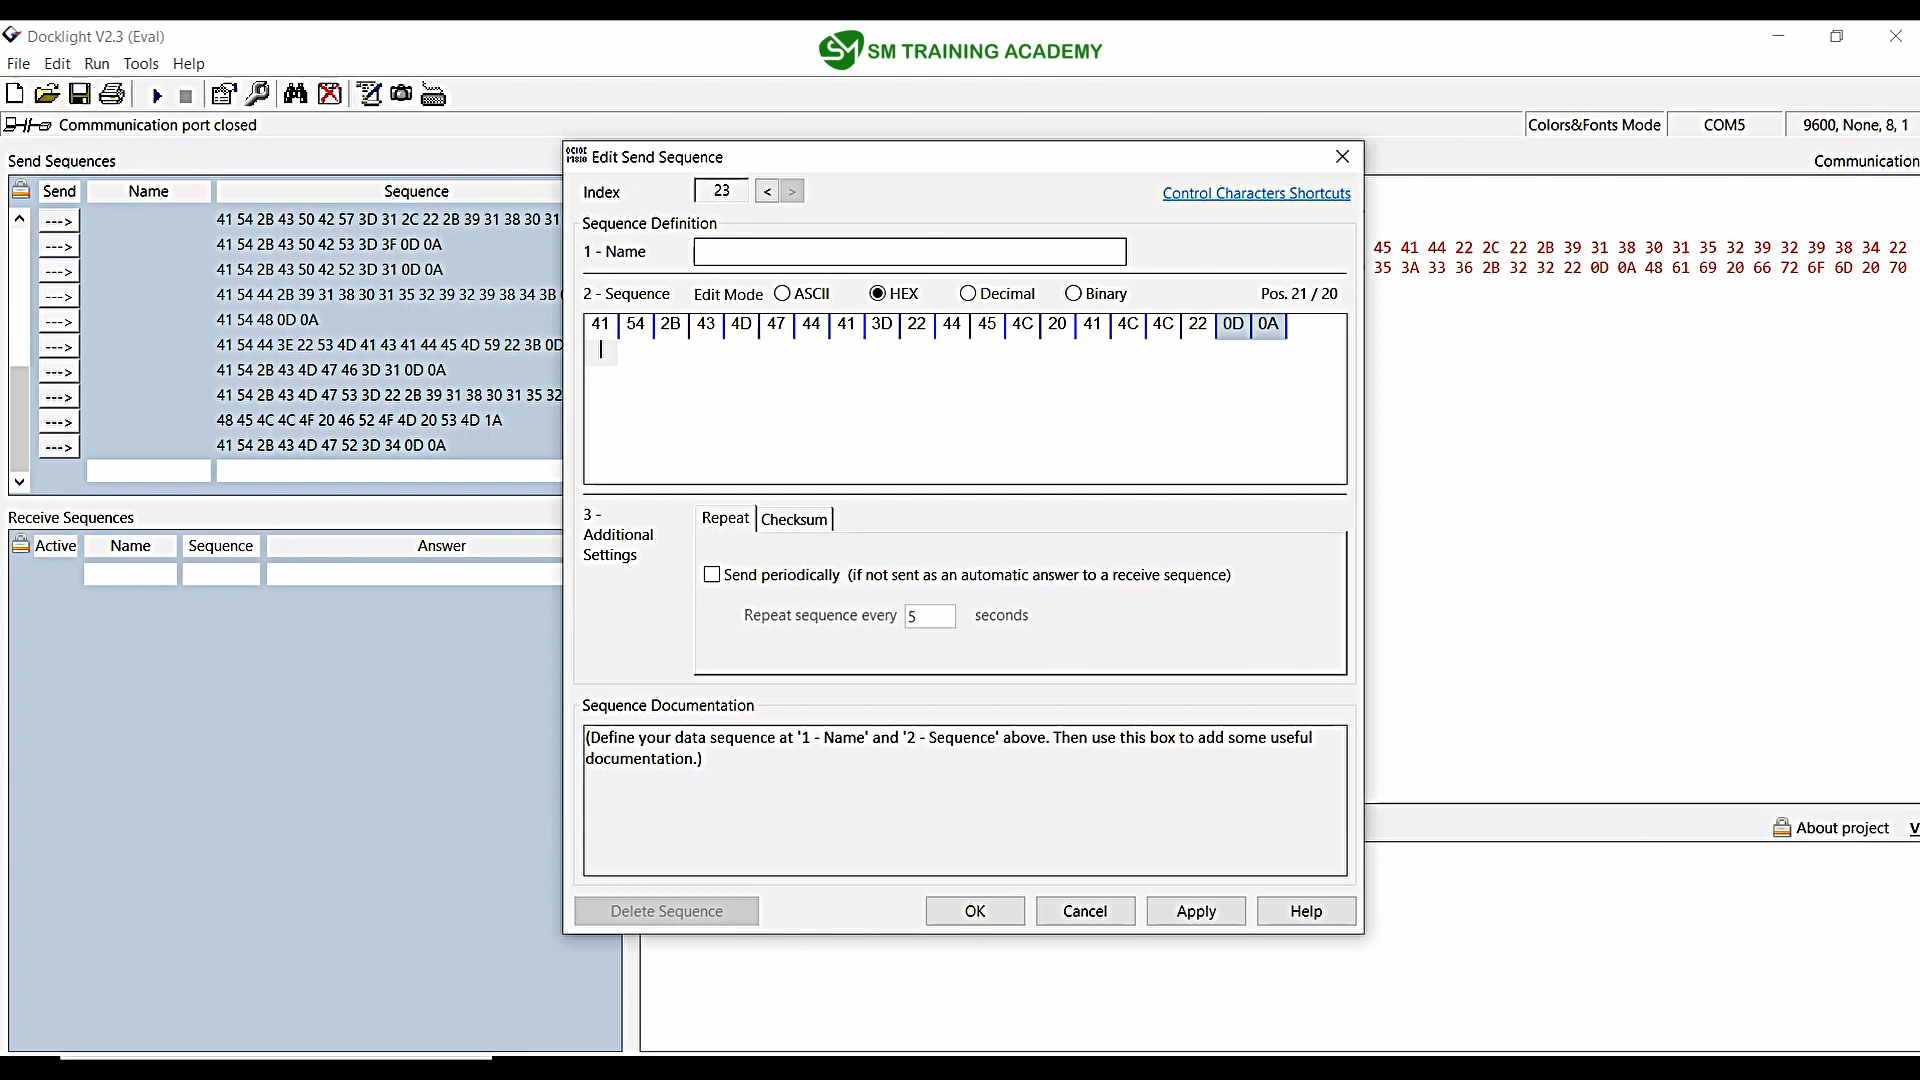 Docklight V2.3 (Eval)
SM TRAINING ACADEMY
File Edit Run Tools Help
Commmunication port closed
Colors&Fonts Mode
COM5
9600, None, 8, 1
Send Sequences
Communication
Send Name Sequence
---> 41 54 2B 43 50 42 57 3D 31 2C 22 2B 39 31 38 30 31
---> 41 54 2B 43 50 42 53 3D 3F 0D 0A
---> 41 54 2B 43 50 42 52 3D 31 0D 0A
---> 41 54 44 2B 39 31 38 30 31 35 32 39 32 39 38 34 3B
---> 41 54 48 0D 0A
---> 41 54 44 3E 22 53 4D 41 43 41 44 45 4D 59 22 3B 0D
---> 41 54 2B 43 4D 47 46 3D 31 0D 0A
---> 41 54 2B 43 4D 47 53 3D 22 2B 39 31 38 30 31 35 32
---> 48 45 4C 4C 4F 20 46 52 4F 4D 20 53 4D 1A
---> 41 54 2B 43 4D 47 52 3D 34 0D 0A
Receive Sequences
Active Name Sequence Answer
Edit Send Sequence
Index 23 < >
Control Characters Shortcuts
Sequence Definition
1 - Name
2 - Sequence Edit Mode ASCII HEX Decimal Binary Pos. 21 / 20
41 54 2B 43 4D 47 44 41 3D 22 44 45 4C 20 41 4C 4C 22 0D 0A
3 -
Additional
Settings
Repeat Checksum
Send periodically (if not sent as an automatic answer to a receive sequence)
Repeat sequence every 5 seconds
Sequence Documentation
(Define your data sequence at '1 - Name' and '2 - Sequence' above. Then use this box to add some useful
documentation.)
Delete Sequence OK Cancel Apply Help
45 41 44 22 2C 22 2B 39 31 38 30 31 35 32 39 32 39 38 34 22
35 3A 33 36 2B 32 32 22 0D 0A 48 61 69 20 66 72 6F 6D 20 70
About project V